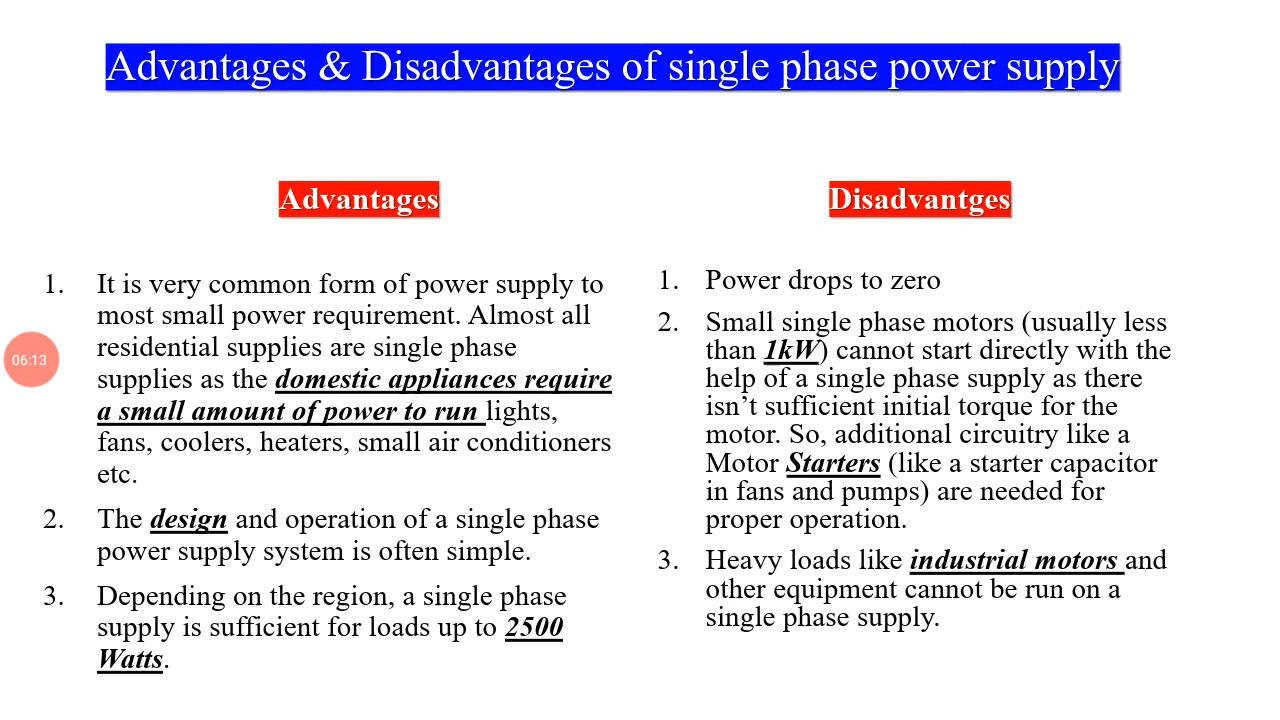 Advantages & Disadvantages of single phase power supply
Advantages
1. It is very common form of power supply to
most small power requirement. Almost all
residential supplies are single phase
supplies as the domestic appliances require
a small amount of power to run lights,
fans, coolers, heaters, small air conditioners
etc.
2. The design and operation of a single phase
power supply system is often simple.
3. Depending on the region, a single phase
supply is sufficient for loads up to 2500
Watts.
Disadvantges
1. Power drops to zero
2. Small single phase motors (usually less
than 1kW) cannot start directly with the
help of a single phase supply as there
isn’t sufficient initial torque for the
motor. So, additional circuitry like a
Motor Starters (like a starter capacitor
in fans and pumps) are needed for
proper operation.
3. Heavy loads like industrial motors and
other equipment cannot be run on a
single phase supply.
06:13